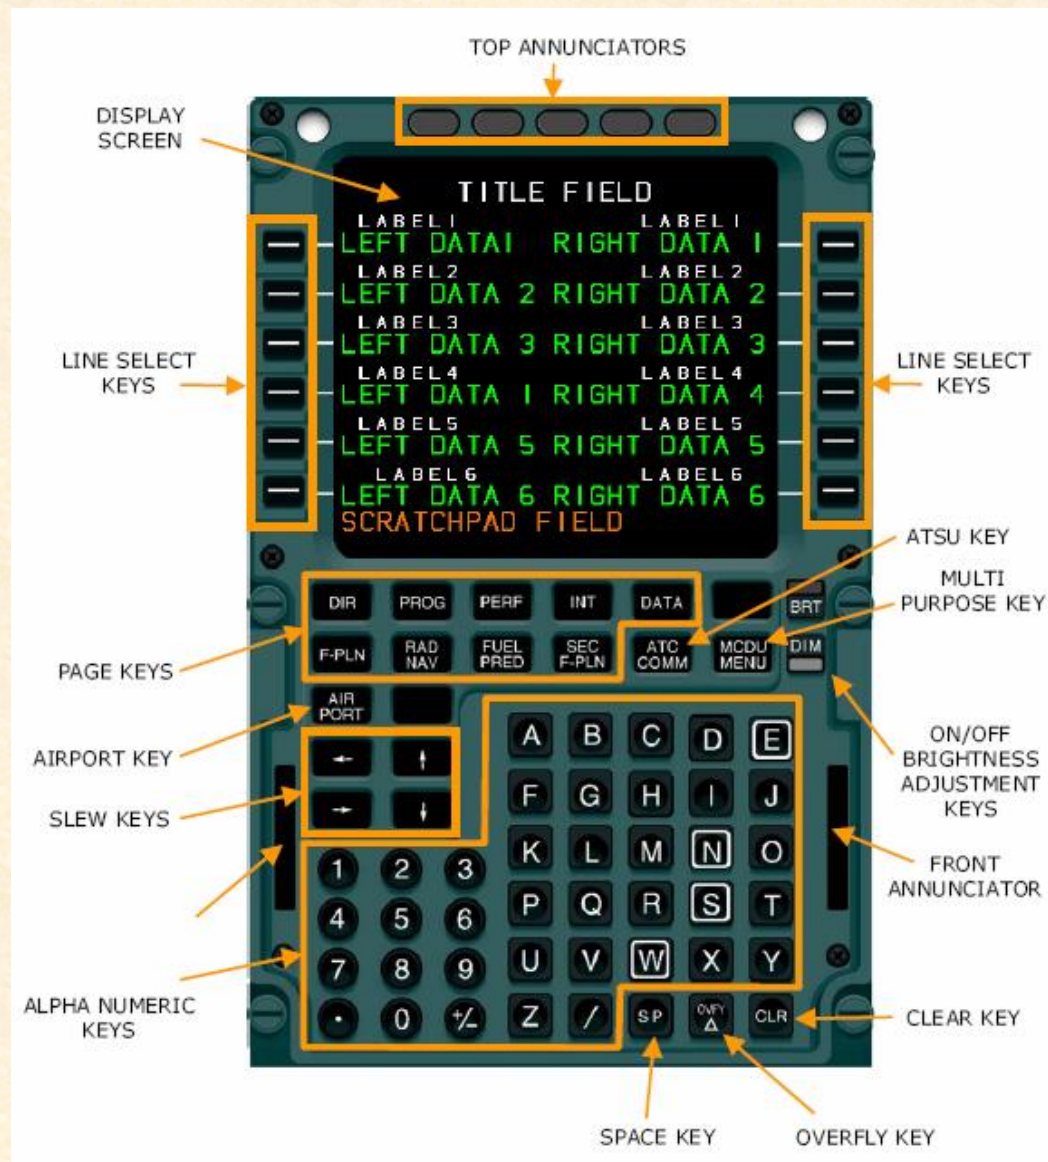 TOP ANNUNCIATORS
DISPLAY
SCREEN
TITLE FIELD
LABEL1 LABEL1
LEFT DATA1 RIGHT DATA 1
LABEL2 LABEL2
LEFT DATA 2 RIGHT DATA 2
LABEL3 LABEL3
LEFT DATA 3 RIGHT DATA 3
LINE SELECT
KEYS
LINE SELECT
KEYS
LABEL4 LABEL4
LEFT DATA 1 RIGHT DATA 4
LABEL5 LABEL5
LEFT DATA 5 RIGHT DATA 5
LABEL6 LABEL6
LEFT DATA 6 RIGHT DATA 6
SCRATCHPAD FIELD
ATSU KEY
MULTI
PURPOSE KEY
DIR PROG PERF INT DATA BRT
F-PLN RAD
NAV FUEL
PRED SEC
F-PLN ATC
COMM MCDU
MENU DIM
PAGE KEYS
AIR
PORT
AIRPORT KEY
SLEW KEYS
← ↑
→ ↓
ON/OFF
BRIGHTNESS
ADJUSTMENT
KEYS
A B C D E
F G H I J
K L M N O
P Q R S T
U V W X Y
Z / SP OVFY
Δ CLR
1 2 3
4 5 6
7 8 9
. 0 +/-
FRONT
ANNUNCIATOR
ALPHA NUMERIC
KEYS
CLEAR KEY
SPACE KEY
OVERFLY KEY